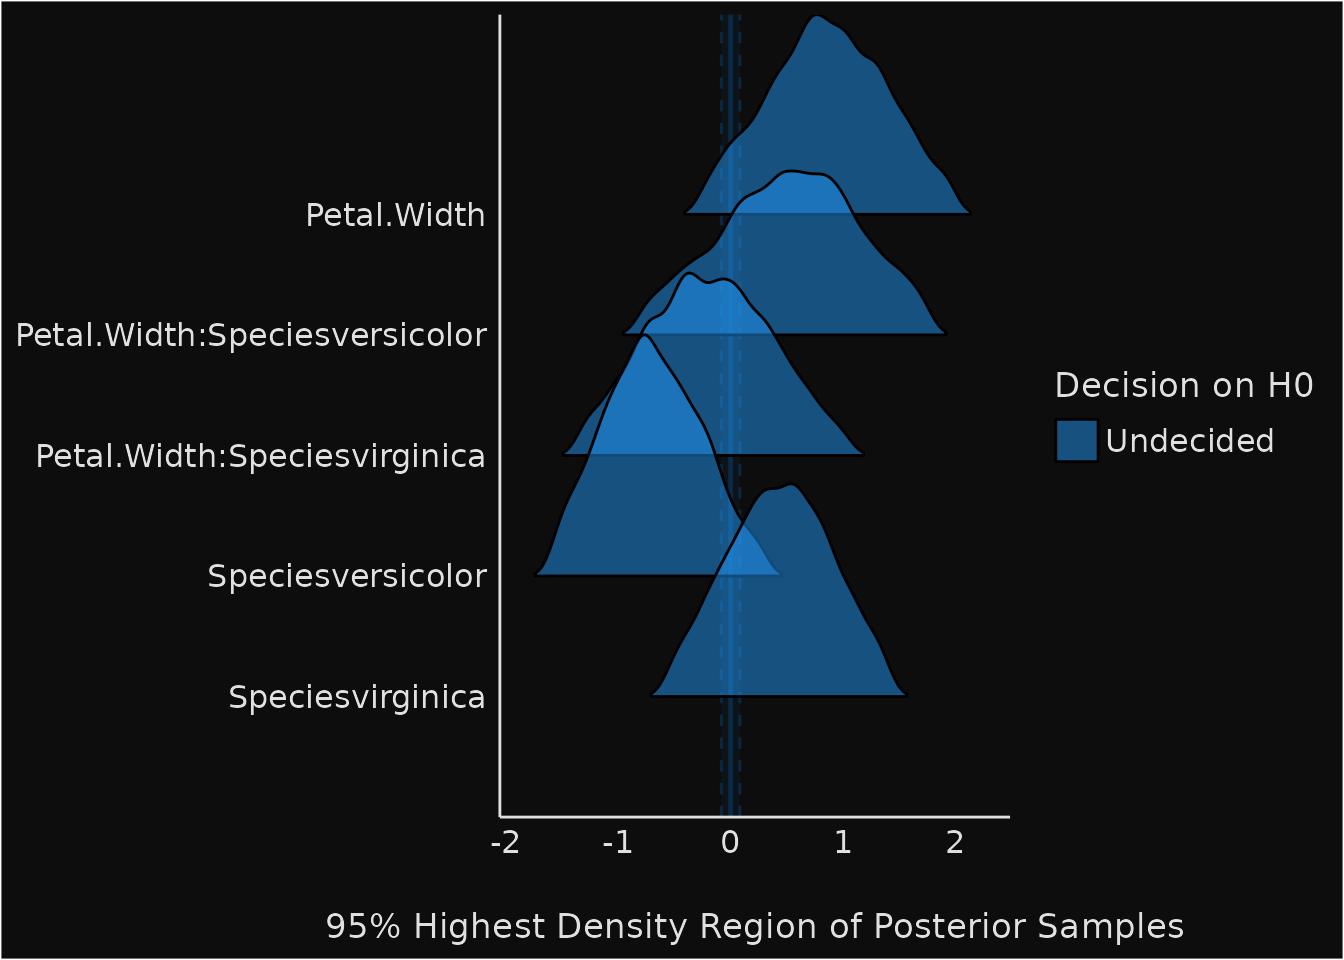 Petal.Width
Petal.Width:Speciesversicolor
Petal.Width:Speciesvirginica
Speciesversicolor
Speciesvirginica
Decision on H0
Undecided
-2 -1 0 1 2
95% Highest Density Region of Posterior Samples